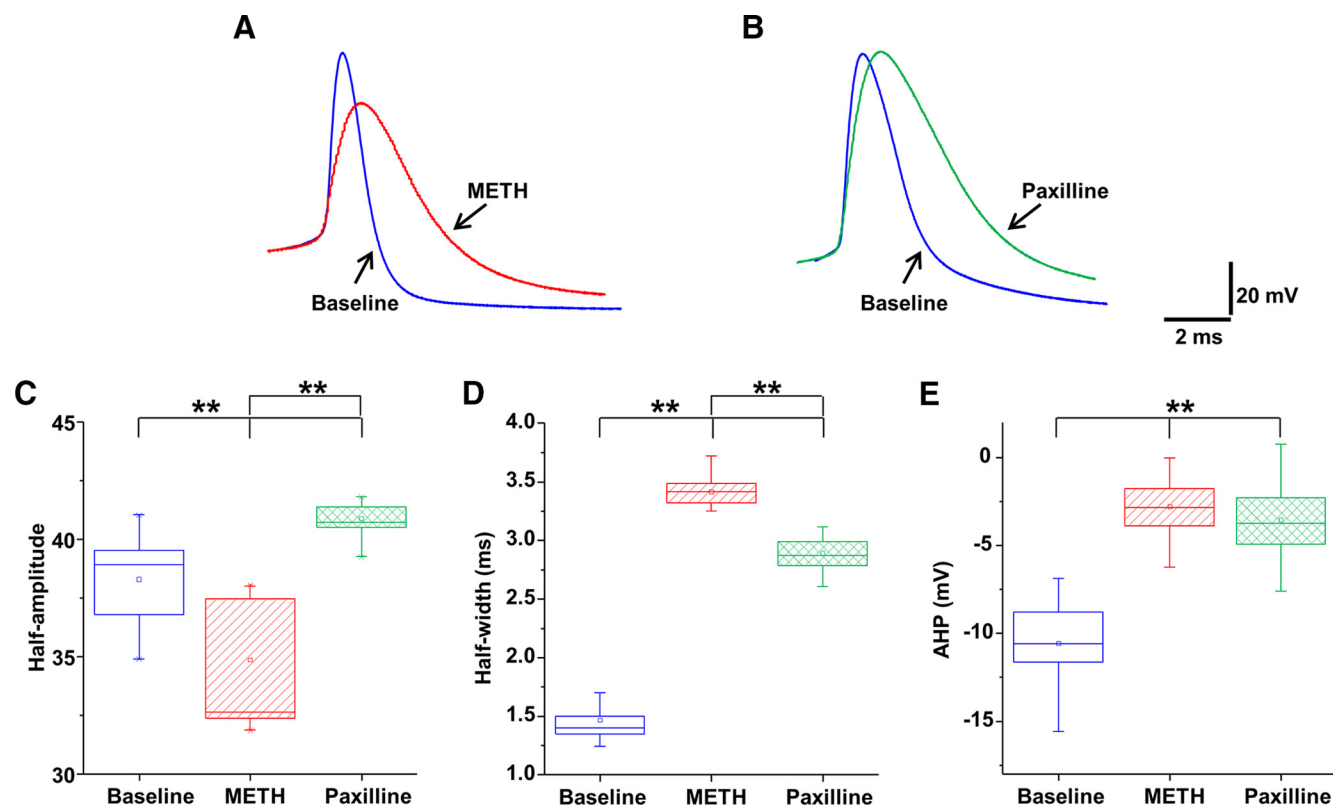 A
B
METH
Baseline
Paxilline
Baseline
20 mV
2 ms
C
**
**
45
40
35
30
Half-amplitude
Baseline
METH
Paxilline
D
**
**
4.0
3.5
3.0
2.5
2.0
1.5
1.0
Half-width (ms)
Baseline
METH
Paxilline
E
**
0
-5
-10
-15
AHP (mV)
Baseline
METH
Paxilline